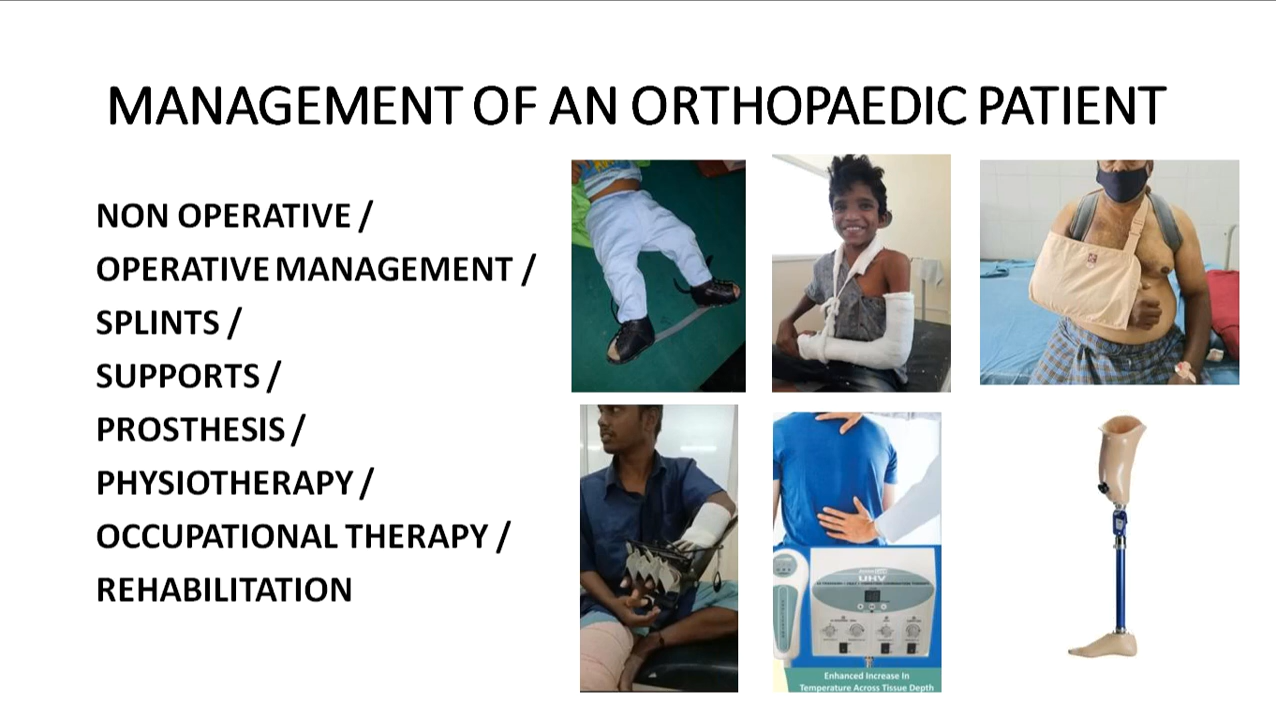 MANAGEMENT OF AN ORTHOPAEDIC PATIENT
NON OPERATIVE /
OPERATIVE MANAGEMENT /
SPLINTS /
SUPPORTS /
PROSTHESIS /
PHYSIOTHERAPY /
OCCUPATIONAL THERAPY /
REHABILITATION
UHV
Enhanced Increase In
Temperature Across Tissue Depth